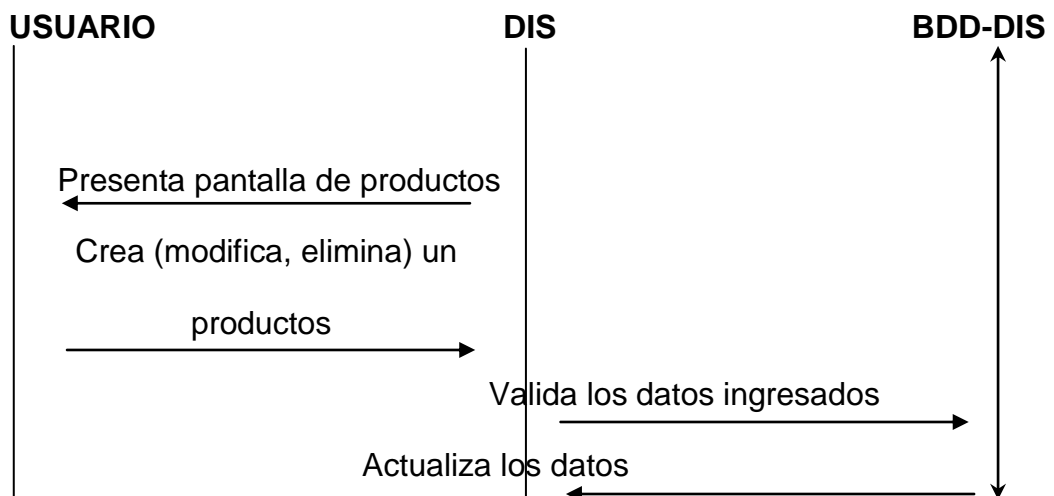 USUARIO DIS BDD-DIS
Presenta pantalla de productos
Crea (modifica, elimina) un
productos
Valida los datos ingresados
Actualiza los datos